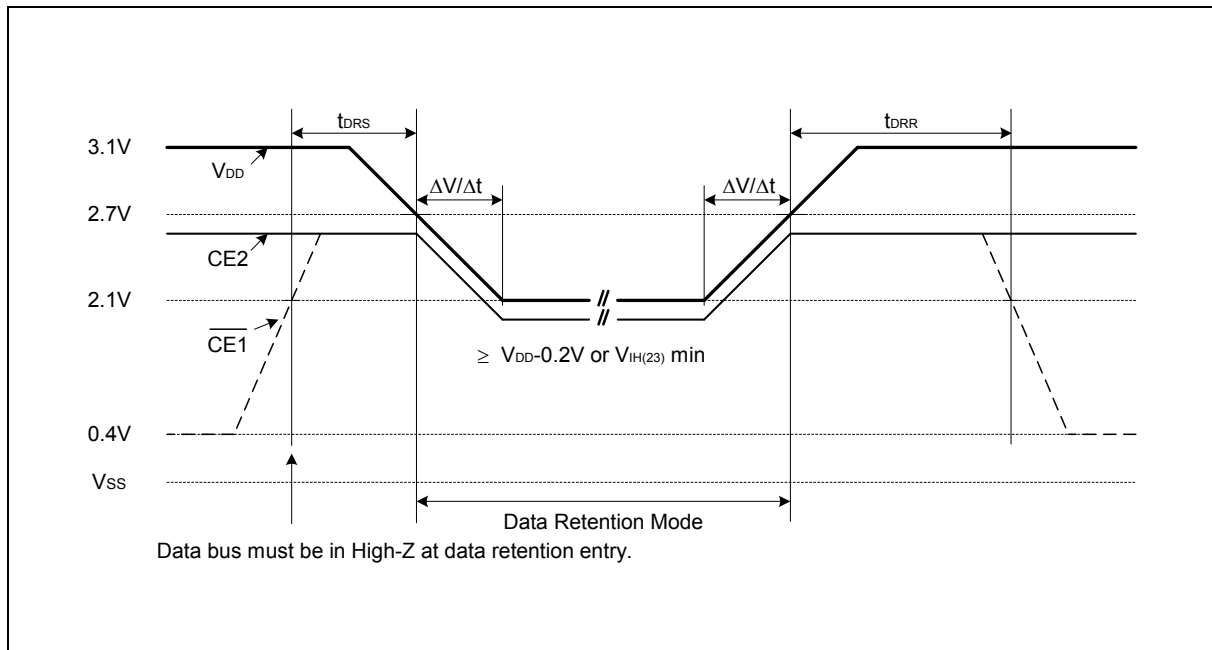 tDRS
tDRR
3.1V
VDD
ΔV/Δt
ΔV/Δt
2.7V
CE2
2.1V
CE1
≥ VDD-0.2V or VIH(23) min
0.4V
VSS
Data Retention Mode
Data bus must be in High-Z at data retention entry.